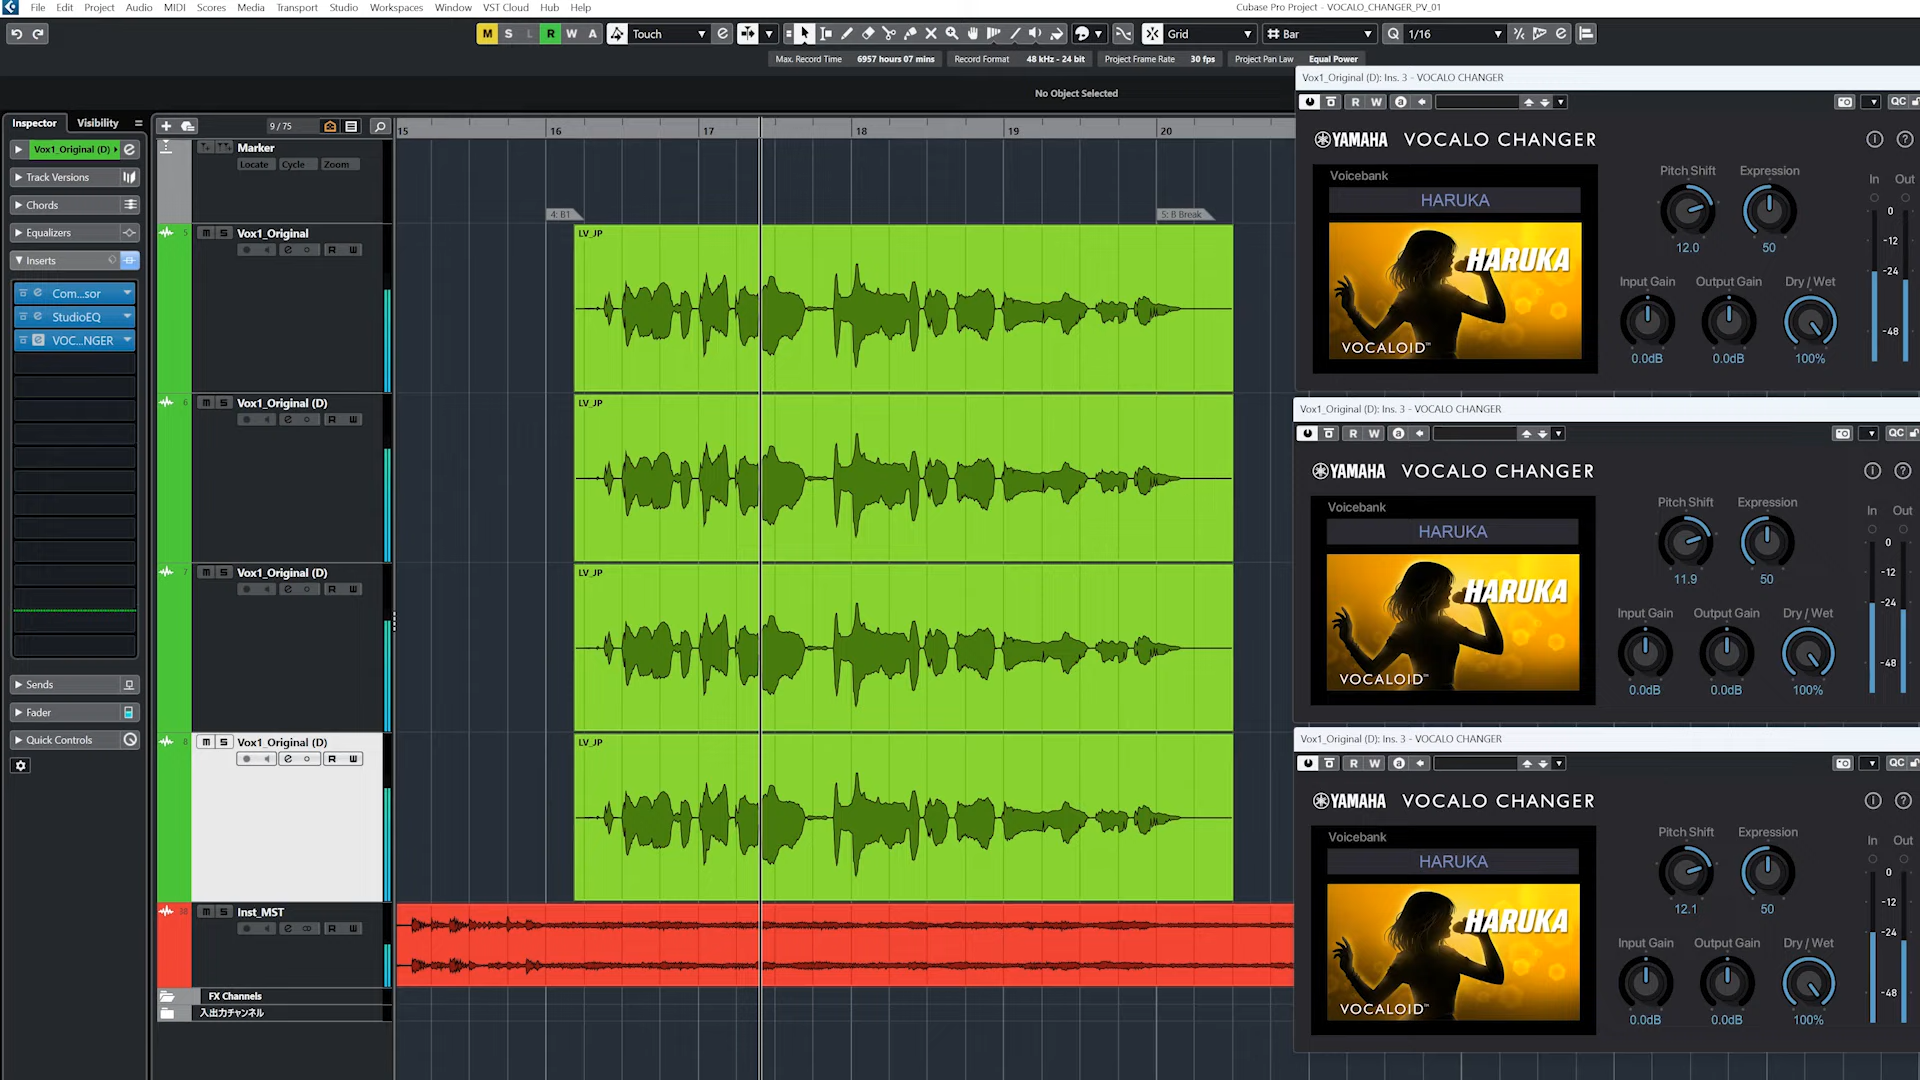 File Edit Project Audio MIDI Scores Media Transport Studio Workspaces Window VST Cloud Hub Help
Cubase Pro Project - VOCALO_CHANGER_PV_01
M S L R W A Touch Grid Bar Q 1/16
Max. Record Time 6957 hours 07 mins Record Format 48 kHz - 24 bit Project Frame Rate 30 fps Project Pan Law Equal Power
No Object Selected
Inspector Visibility
Vox1_Original (D)
Track Versions
Chords
Equalizers
Inserts
Com...sor
StudioEQ
VOC...NGER
Sends
Fader
Quick Controls
9 / 75
15 16 17 18 19 20
Marker
Locate Cycle Zoom
4: B1
5: B Break
5 m S Vox1_Original
R W
LV_JP
6 m S Vox1_Original (D)
R W
LV_JP
7 m S Vox1_Original (D)
R W
LV_JP
8 m S Vox1_Original (D)
R W
LV_JP
38 m S Inst_MST
R W
FX Channels
入出力チャンネル
Vox1_Original (D): Ins. 3 - VOCALO CHANGER
R W QC
YAMAHA VOCALO CHANGER
Voicebank
HARUKA
HARUKA
VOCALOID™
Pitch Shift Expression
12.0 50
Input Gain Output Gain Dry / Wet
0.0dB 0.0dB 100%
In Out
0
-12
-24
-48
Vox1_Original (D): Ins. 3 - VOCALO CHANGER
R W QC
YAMAHA VOCALO CHANGER
Voicebank
HARUKA
HARUKA
VOCALOID™
Pitch Shift Expression
11.9 50
Input Gain Output Gain Dry / Wet
0.0dB 0.0dB 100%
In Out
0
-12
-24
-48
Vox1_Original (D): Ins. 3 - VOCALO CHANGER
R W QC
YAMAHA VOCALO CHANGER
Voicebank
HARUKA
HARUKA
VOCALOID™
Pitch Shift Expression
12.1 50
Input Gain Output Gain Dry / Wet
0.0dB 0.0dB 100%
In Out
0
-12
-24
-48